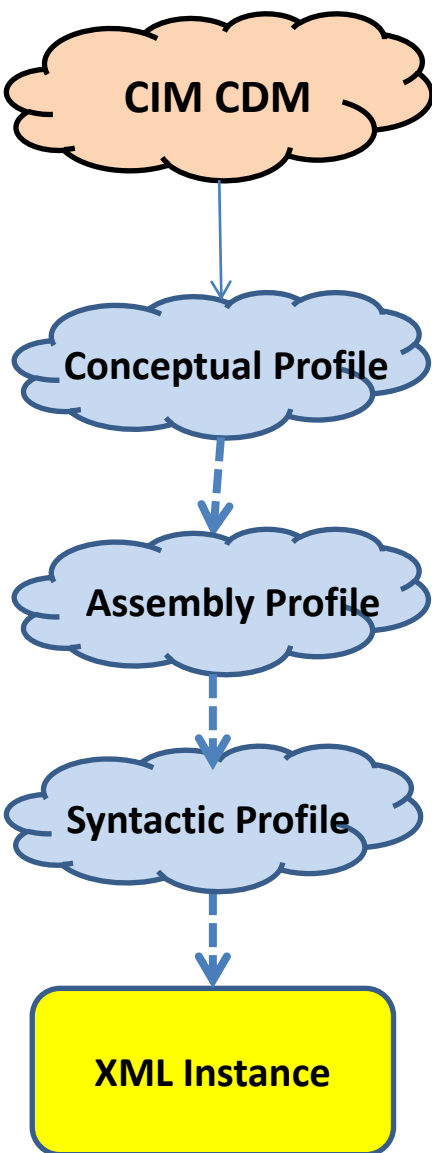 CIM CDM
Conceptual Profile
Assembly Profile
Syntactic Profile
XML Instance